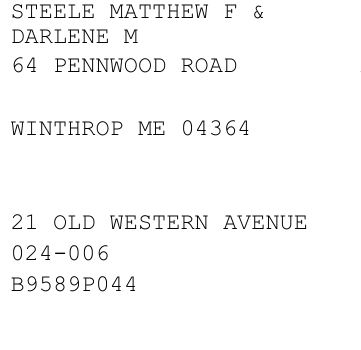 STEELE MATTHEW F &
DARLENE M
64 PENNWOOD ROAD
WINTHROP ME 04364
21 OLD WESTERN AVENUE
024-006
B9589P044